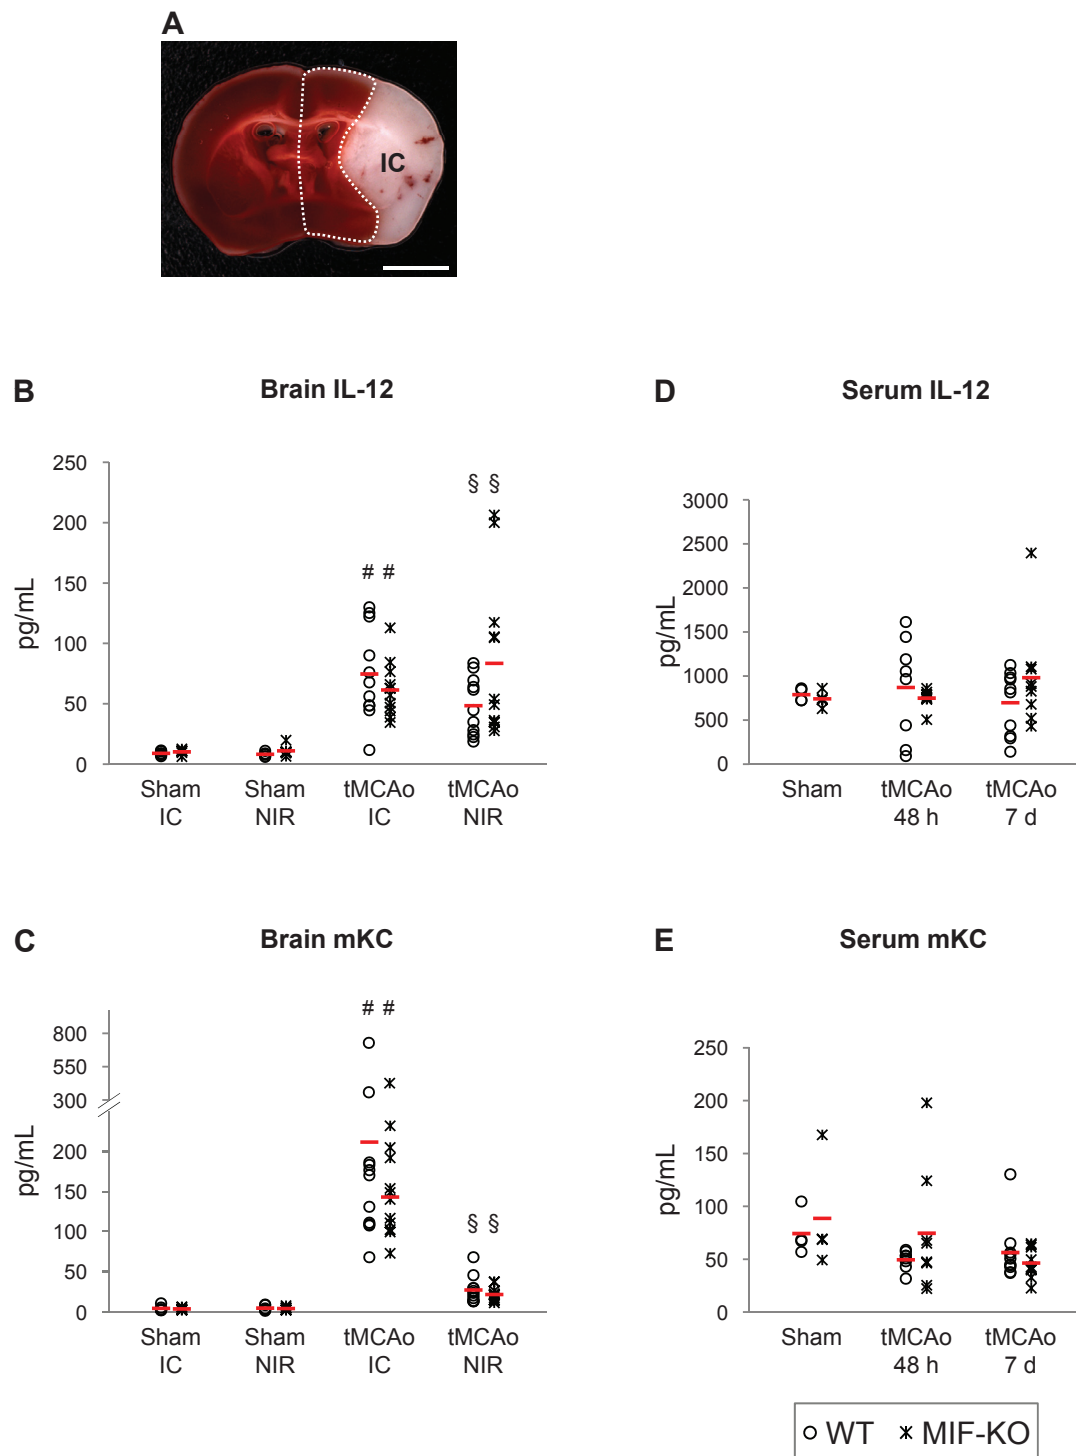 A
IC
B
Brain IL-12
250
200
150
100
50
0
pg/mL
# #
§ §
Sham IC
Sham NIR
tMCAo IC
tMCAo NIR
D
Serum IL-12
3000
2500
2000
1500
1000
500
0
pg/mL
Sham
tMCAo 48 h
tMCAo 7 d
C
Brain mKC
800
550
300
200
150
100
50
0
pg/mL
# #
§ §
Sham IC
Sham NIR
tMCAo IC
tMCAo NIR
E
Serum mKC
250
200
150
100
50
0
pg/mL
Sham
tMCAo 48 h
tMCAo 7 d
WT MIF-KO